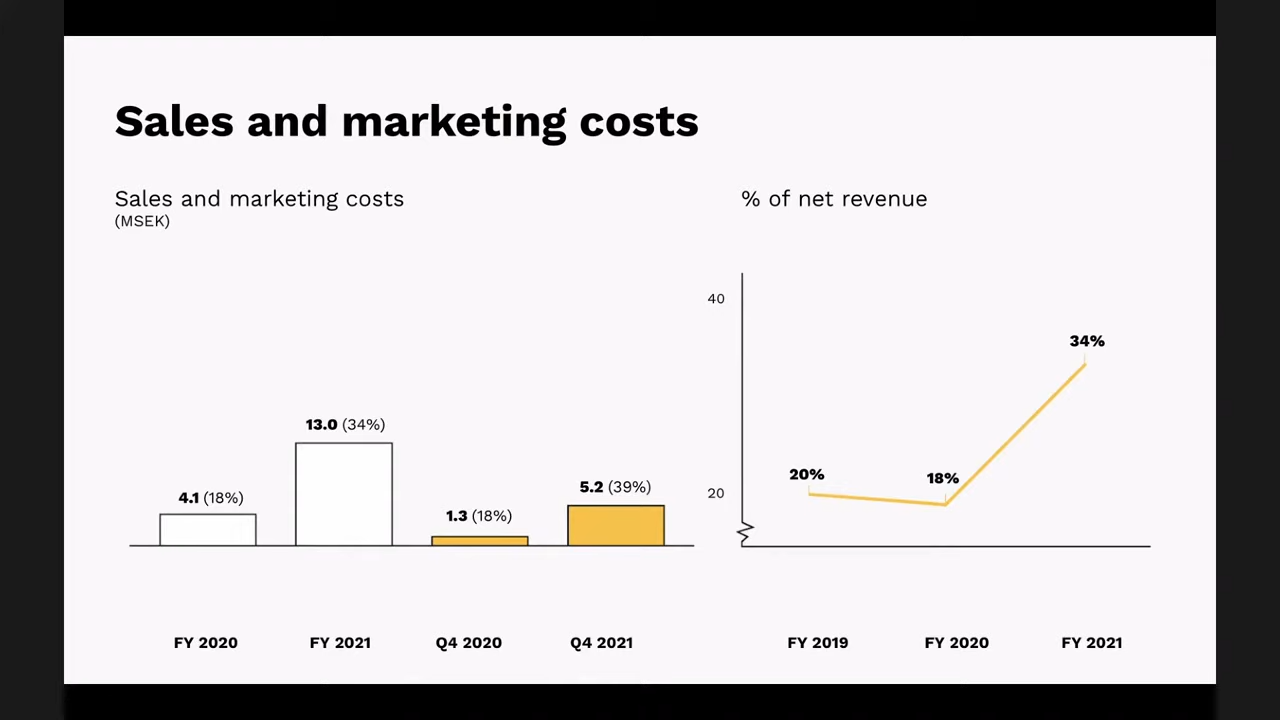 Sales and marketing costs
Sales and marketing costs
(MSEK)
4.1 (18%)
13.0 (34%)
1.3 (18%)
5.2 (39%)
FY 2020
FY 2021
Q4 2020
Q4 2021
% of net revenue
40
20
20%
18%
34%
FY 2019
FY 2020
FY 2021